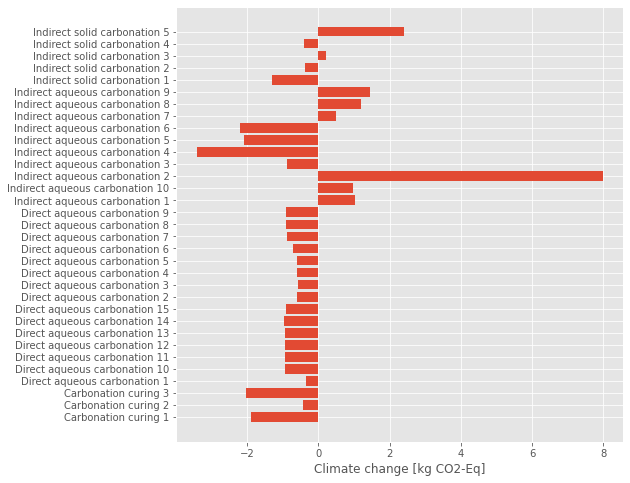 Indirect solid carbonation 5
Indirect solid carbonation 4
Indirect solid carbonation 3
Indirect solid carbonation 2
Indirect solid carbonation 1
Indirect aqueous carbonation 9
Indirect aqueous carbonation 8
Indirect aqueous carbonation 7
Indirect aqueous carbonation 6
Indirect aqueous carbonation 5
Indirect aqueous carbonation 4
Indirect aqueous carbonation 3
Indirect aqueous carbonation 2
Indirect aqueous carbonation 10
Indirect aqueous carbonation 1
Direct aqueous carbonation 9
Direct aqueous carbonation 8
Direct aqueous carbonation 7
Direct aqueous carbonation 6
Direct aqueous carbonation 5
Direct aqueous carbonation 4
Direct aqueous carbonation 3
Direct aqueous carbonation 2
Direct aqueous carbonation 15
Direct aqueous carbonation 14
Direct aqueous carbonation 13
Direct aqueous carbonation 12
Direct aqueous carbonation 11
Direct aqueous carbonation 10
Direct aqueous carbonation 1
Carbonation curing 3
Carbonation curing 2
Carbonation curing 1
−2 0 2 4 6 8
Climate change [kg CO2-Eq]